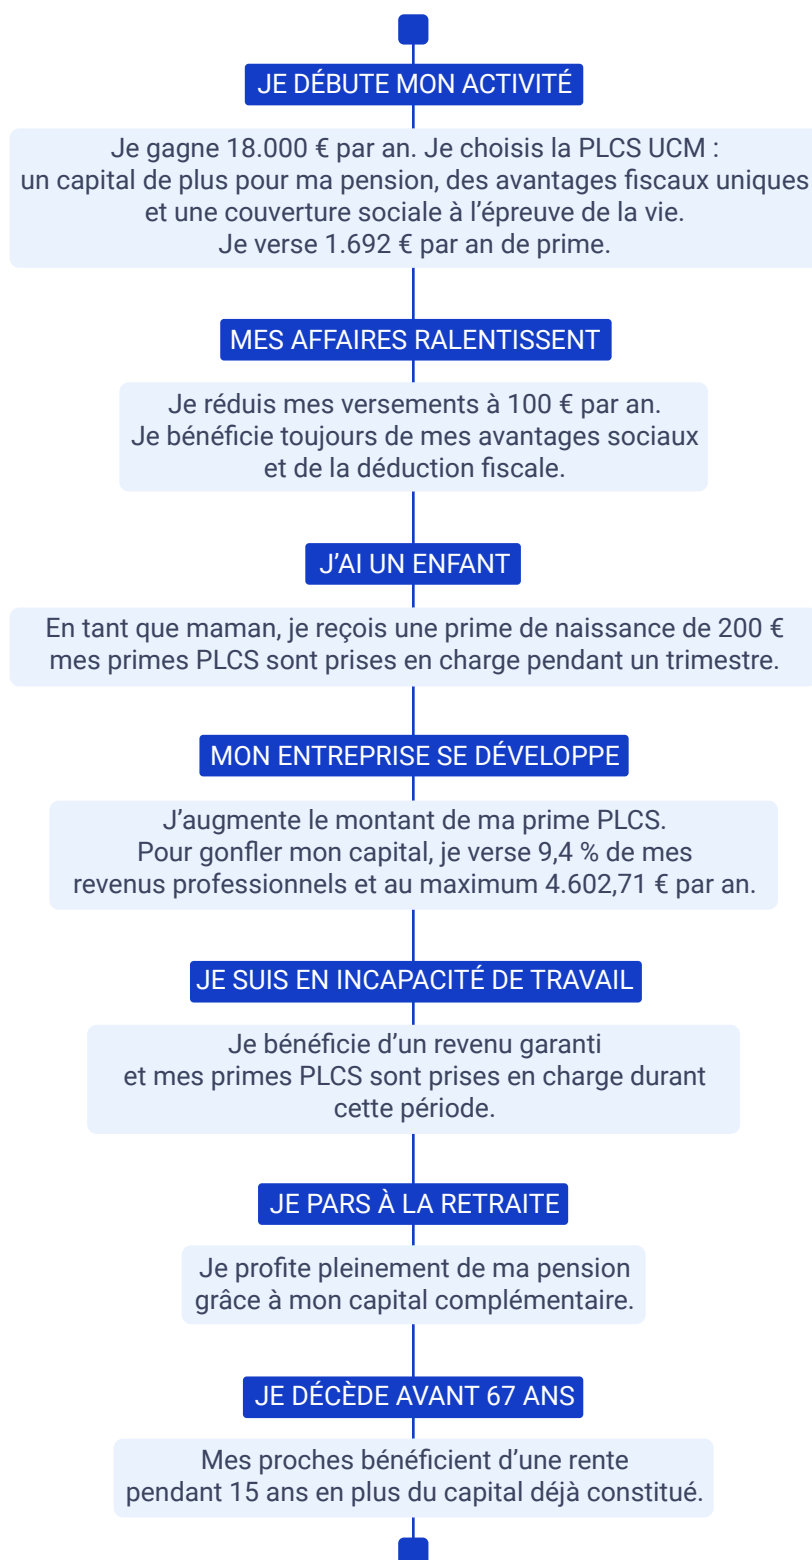 JE DÉBUTE MON ACTIVITÉ
Je gagne 18.000 € par an. Je choisis la PLCS UCM :
un capital de plus pour ma pension, des avantages fiscaux uniques
et une couverture sociale à l’épreuve de la vie.
Je verse 1.692 € par an de prime.
MES AFFAIRES RALENTISSENT
Je réduis mes versements à 100 € par an.
Je bénéficie toujours de mes avantages sociaux
et de la déduction fiscale.
J’AI UN ENFANT
En tant que maman, je reçois une prime de naissance de 200 €
mes primes PLCS sont prises en charge pendant un trimestre.
MON ENTREPRISE SE DÉVELOPPE
J’augmente le montant de ma prime PLCS.
Pour gonfler mon capital, je verse 9,4 % de mes
revenus professionnels et au maximum 4.602,71 € par an.
JE SUIS EN INCAPACITÉ DE TRAVAIL
Je bénéficie d’un revenu garanti
et mes primes PLCS sont prises en charge durant
cette période.
JE PARS À LA RETRAITE
Je profite pleinement de ma pension
grâce à mon capital complémentaire.
JE DÉCÈDE AVANT 67 ANS
Mes proches bénéficient d’une rente
pendant 15 ans en plus du capital déjà constitué.